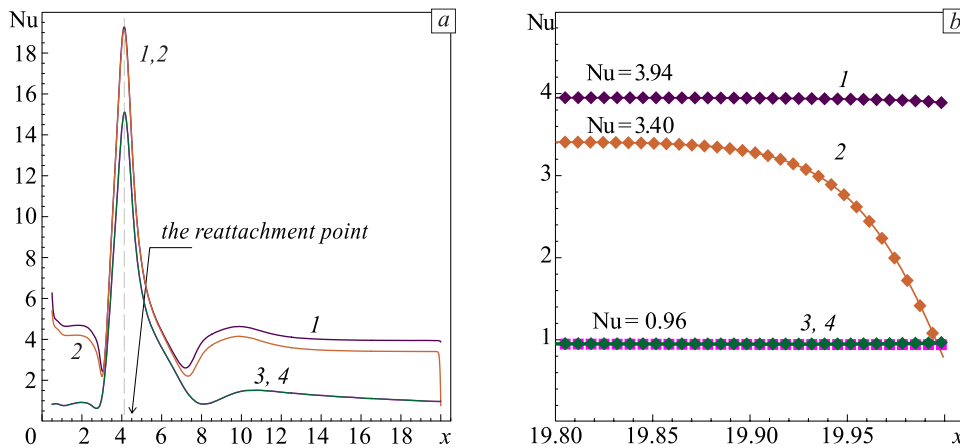 Nu
a
18
16
14
12
10
8
6
4
2
0
1,2
the reattachment point
1
2
3, 4
2 4 6 8 10 12 14 16 18 x
b
Nu
4
3
2
1
Nu = 3.94
1
Nu = 3.40
2
Nu = 0.96
3, 4
19.80 19.85 19.90 19.95 x